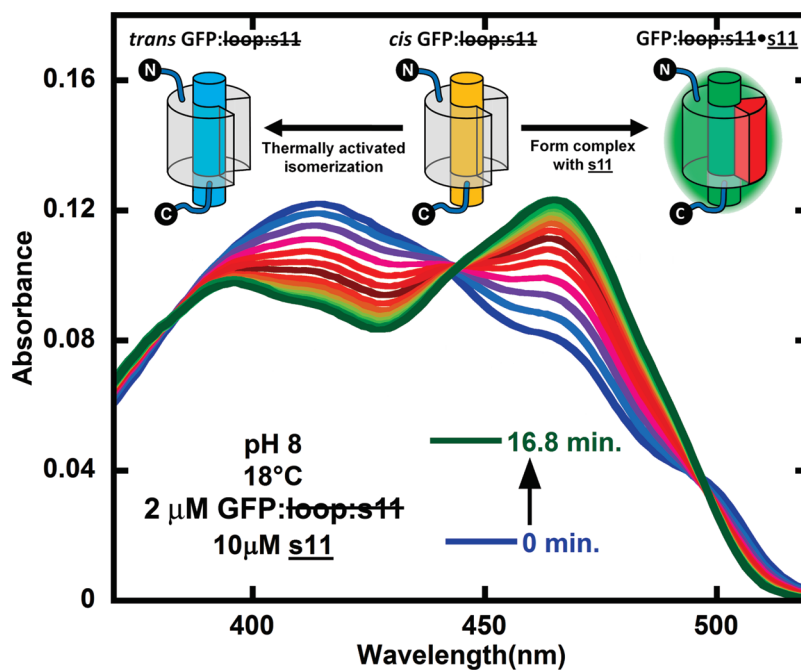 trans GFP:loop:s11
cis GFP:loop:s11
GFP:loop:s11•s11
N
N
N
Thermally activated
isomerization
Form complex
with s11
C
C
C
0.16
0.12
0.08
0.04
0
Absorbance
pH 8
18°C
2 μM GFP:loop:s11
10μM s11
16.8 min.
0 min.
400
450
500
Wavelength(nm)